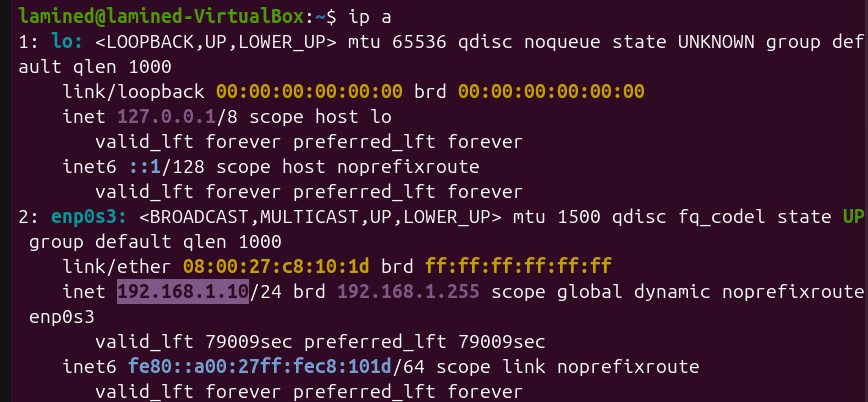 lamined@lamined-VirtualBox:~$ ip a
1: lo: <LOOPBACK,UP,LOWER_UP> mtu 65536 qdisc noqueue state UNKNOWN group def
ault qlen 1000
    link/loopback 00:00:00:00:00:00 brd 00:00:00:00:00:00
    inet 127.0.0.1/8 scope host lo
       valid_lft forever preferred_lft forever
    inet6 ::1/128 scope host noprefixroute
       valid_lft forever preferred_lft forever
2: enp0s3: <BROADCAST,MULTICAST,UP,LOWER_UP> mtu 1500 qdisc fq_codel state UP
 group default qlen 1000
    link/ether 08:00:27:c8:10:1d brd ff:ff:ff:ff:ff:ff
    inet 192.168.1.10/24 brd 192.168.1.255 scope global dynamic noprefixroute
 enp0s3
       valid_lft 79009sec preferred_lft 79009sec
    inet6 fe80::a00:27ff:fec8:101d/64 scope link noprefixroute
       valid_lft forever preferred_lft forever